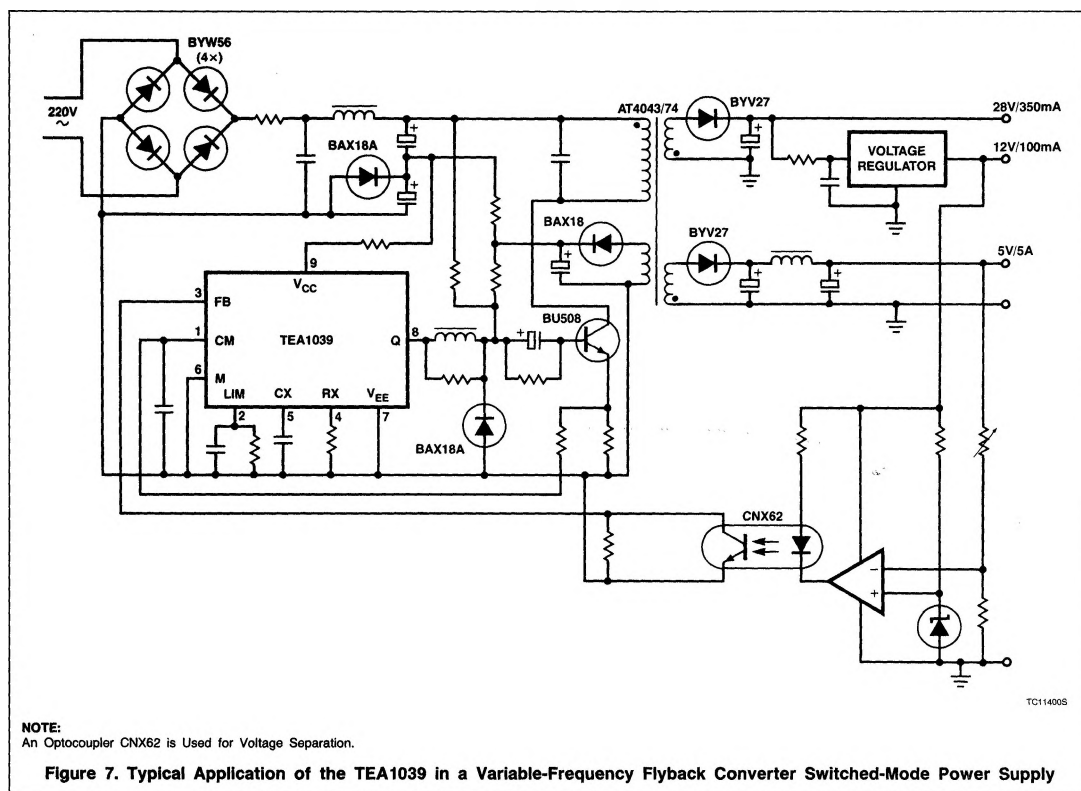 BYW56
(4×)
220V
~
BAX18A
AT4043/74
BYV27
28V/350mA
12V/100mA
VOLTAGE
REGULATOR
BAX18
BYV27
5V/5A
9
VCC
3
FB
1
CM
TEA1039
Q
8
6
M
LIM
CX
RX
VEE
2
5
4
7
BU508
BAX18A
CNX62
−
+
TC11400S
NOTE:
An Optocoupler CNX62 is Used for Voltage Separation.
Figure 7. Typical Application of the TEA1039 in a Variable-Frequency Flyback Converter Switched-Mode Power Supply